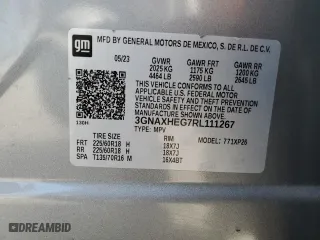 gm
MFD BY GENERAL MOTORS DE MEXICO, S. DE R.L. DE C.V.
05/23
GVWR GAWR FRT GAWR RR
2025 KG 1175 KG 1200 KG
4464 LB 2590 LB 2645 LB
THIS VEHICLE CONFORMS TO ALL APPLICABLE
U.S. FEDERAL MOTOR VEHICLE SAFETY,
BUMPER, AND THEFT PREVENTION STANDARDS
IN EFFECT ON THE DATE OF
MANUFACTURE SHOWN ABOVE.
3GNAXHEG7RL111267
TYPE: MPV
MODEL: 771XP26
TIRE SIZE SPEED RTG RIM
FRT 225/60R18 H 18X7J
RR 225/60R18 H 18X7J
SPA T135/70R16 M 16X4BT